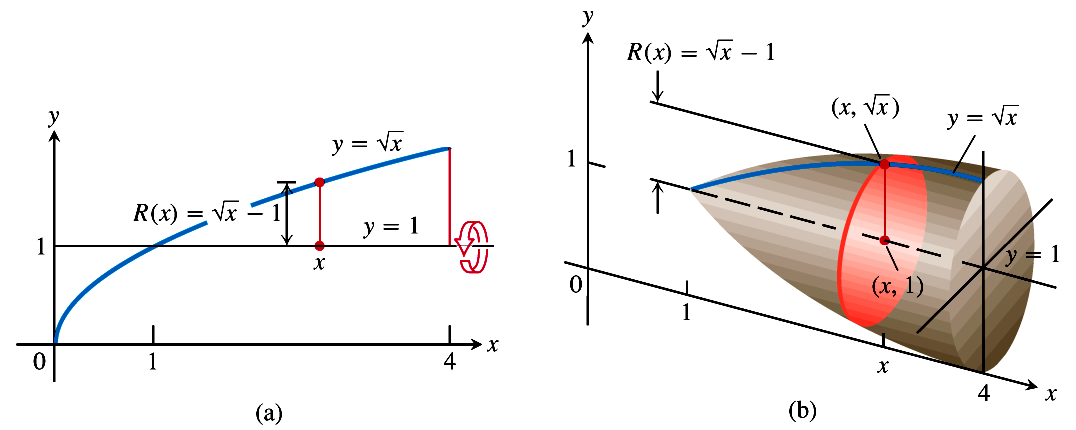 y
y = √x
R(x) = √x − 1
y = 1
1
x
0
1
4
x
(a)
y
R(x) = √x − 1
(x, √x)
y = √x
1
y = 1
0
(x, 1)
1
x
4
x
(b)